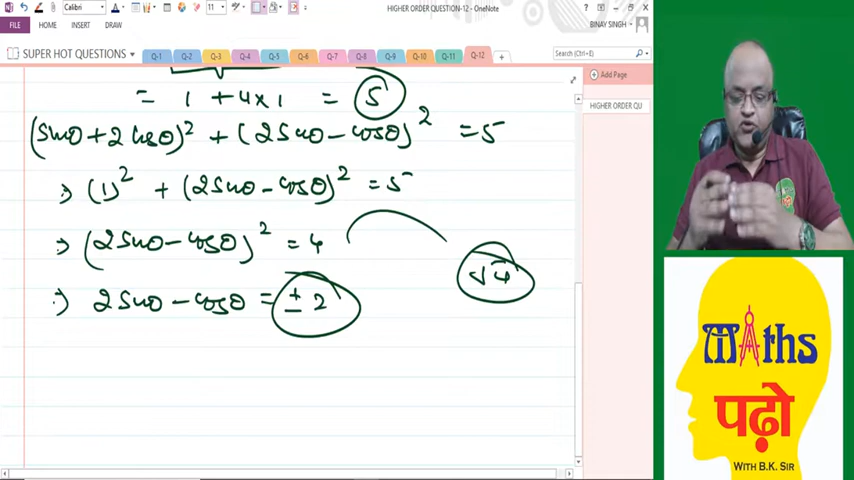 HIGHER ORDER QUESTION-12 - OneNote
BINAY SINGH
Calibri
FILE HOME INSERT DRAW
SUPER HOT QUESTIONS Q-1 Q-2 Q-3 Q-4 Q-5 Q-6 Q-7 Q-8 Q-9 Q-10 Q-11 Q-12 +
Search (Ctrl+E)
Add Page
HIGHER ORDER QU
= 1 + 4×1 = 5
(sinθ + 2cosθ)² + (2sinθ - cosθ)² = 5
⇒ (1)² + (2sinθ - cosθ)² = 5
⇒ (2sinθ - cosθ)² = 4
√4
⇒ 2sinθ - cosθ = ± 2
Maths
पढ़ो
WITH B.K. SIR